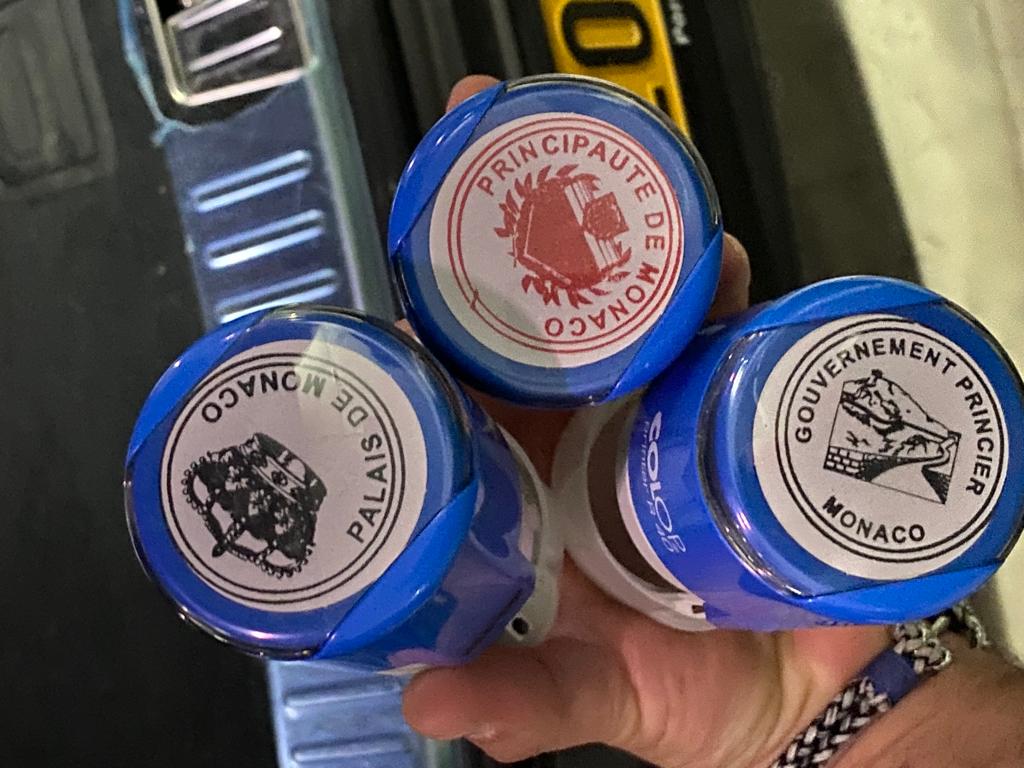 PRINCIPAUTE DE MONACO
PALAIS DE MONACO
GOUVERNEMENT PRINCIER
MONACO
COLOP